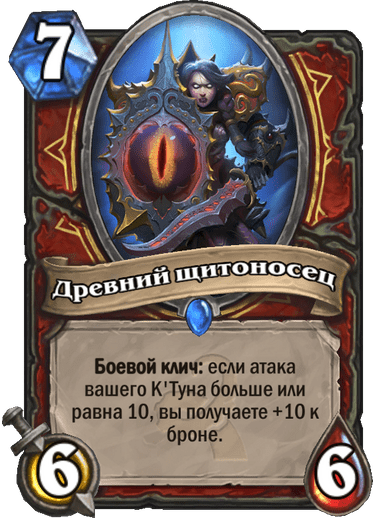 7
Древний щитоносец
Боевой клич: если атака
вашего К'Туна больше или
равна 10, вы получаете +10 к
броне.
6
6